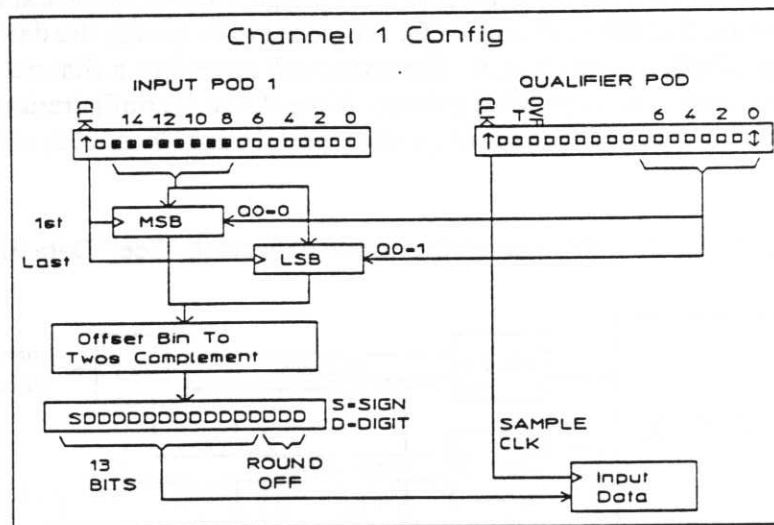 Channel 1 Config
INPUT POD 1
QUALIFIER POD
CLK 14 12 10 8 6 4 2 0
CLK T OVF 6 4 2 0
1st MSB Q0=0
Last LSB Q0=1
Offset Bin To
Twos Complement
SDDDDDDDDDDDDDDD
S=SIGN
D=DIGIT
13
BITS
ROUND
OFF
SAMPLE
CLK
Input
Data